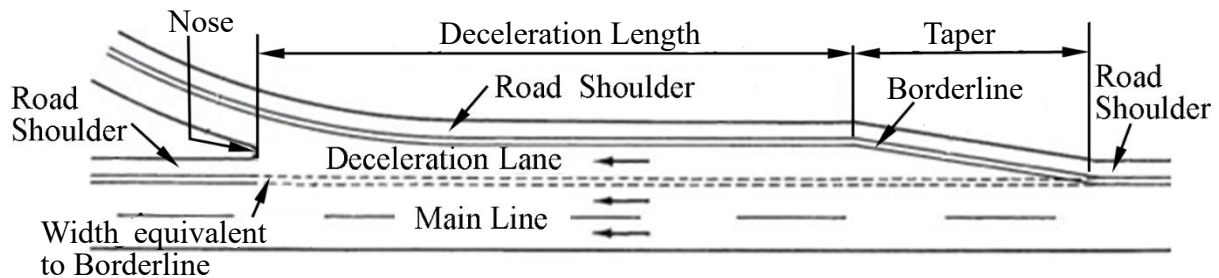 Nose
Deceleration Length
Taper
Road
Shoulder
Road Shoulder
Borderline
Road
Shoulder
Deceleration Lane
Main Line
Width equivalent
to Borderline